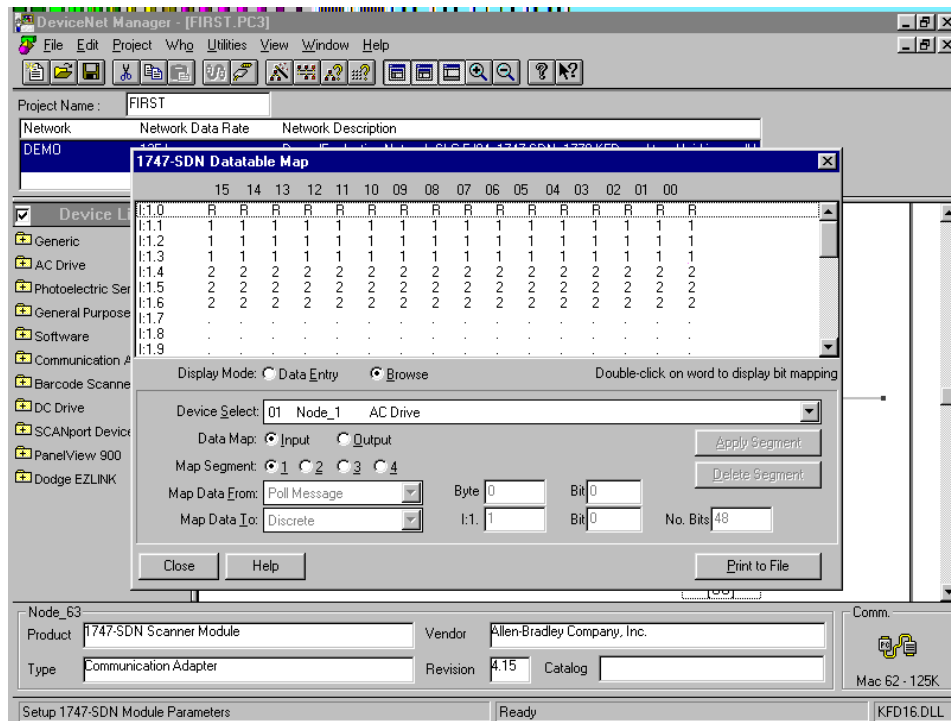 DeviceNet Manager - [FIRST.PC3]
File Edit Project Who Utilities View Window Help
Project Name : FIRST
Network Network Data Rate Network Description
DEMO
1747-SDN Datatable Map
15 14 13 12 11 10 09 08 07 06 05 04 03 02 01 00
I:1.0 R R R R R R R R R R R R R R R R
I:1.1 1 1 1 1 1 1 1 1 1 1 1 1 1 1 1 1
I:1.2 1 1 1 1 1 1 1 1 1 1 1 1 1 1 1 1
I:1.3 1 1 1 1 1 1 1 1 1 1 1 1 1 1 1 1
I:1.4 2 2 2 2 2 2 2 2 2 2 2 2 2 2 2 2
I:1.5 2 2 2 2 2 2 2 2 2 2 2 2 2 2 2 2
I:1.6 2 2 2 2 2 2 2 2 2 2 2 2 2 2 2 2
I:1.7 . . . . . . . . . . . . . . . .
I:1.8 . . . . . . . . . . . . . . . .
I:1.9 . . . . . . . . . . . . . . . .
Device Li
Generic
AC Drive
Photoelectric Ser
General Purpose
Software
Communication A
Barcode Scanne
DC Drive
SCANport Device
PanelView 900
Dodge EZLINK
Display Mode: Data Entry Browse Double-click on word to display bit mapping
Device Select: 01 Node_1 AC Drive
Data Map: Input Output Apply Segment
Map Segment: 1 2 3 4 Delete Segment
Map Data From: Poll Message Byte 0 Bit 0
Map Data To: Discrete I:1. 1 Bit 0 No. Bits 48
Close Help Print to File
Node_63 Comm.
Product 1747-SDN Scanner Module Vendor Allen-Bradley Company, Inc.
Type Communication Adapter Revision 4.15 Catalog
Mac 62 - 125K
Setup 1747-SDN Module Parameters Ready KFD16.DLL